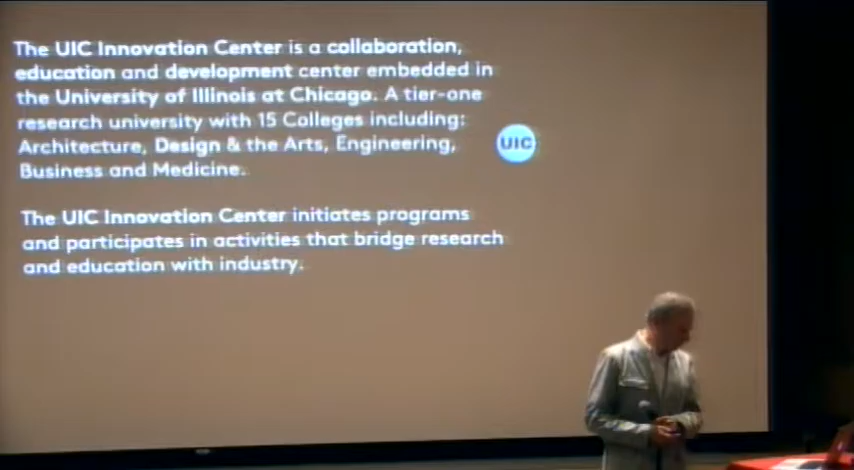 The UIC Innovation Center is a collaboration,
education and development center embedded in
the University of Illinois at Chicago. A tier-one
research university with 15 Colleges including:
Architecture, Design & the Arts, Engineering,
Business and Medicine.
UIC
The UIC Innovation Center initiates programs
and participates in activities that bridge research
and education with industry.